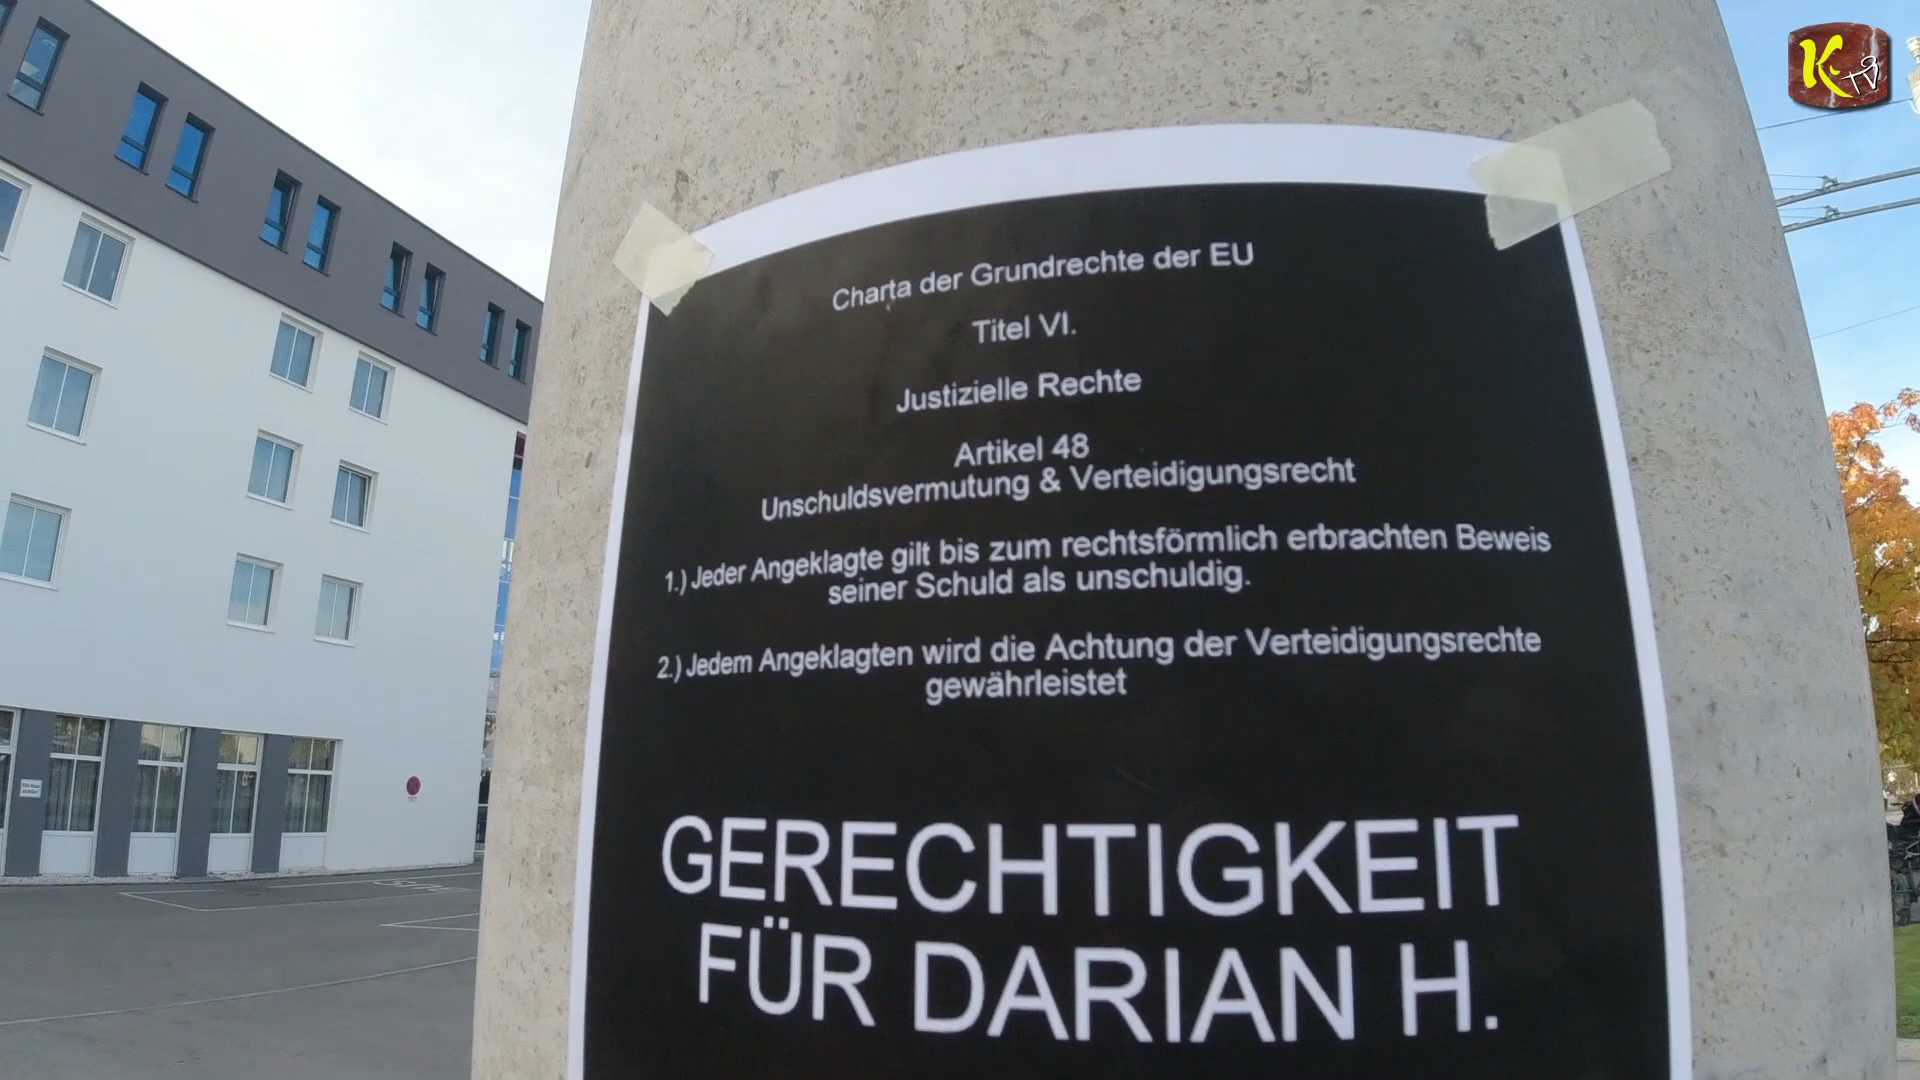 K TV3
Charta der Grundrechte der EU
Titel VI.
Justizielle Rechte
Artikel 48
Unschuldsvermutung & Verteidigungsrecht
1.) Jeder Angeklagte gilt bis zum rechtsförmlich erbrachten Beweis
seiner Schuld als unschuldig.
2.) Jedem Angeklagten wird die Achtung der Verteidigungsrechte
gewährleistet
GERECHTIGKEIT
FÜR DARIAN H.